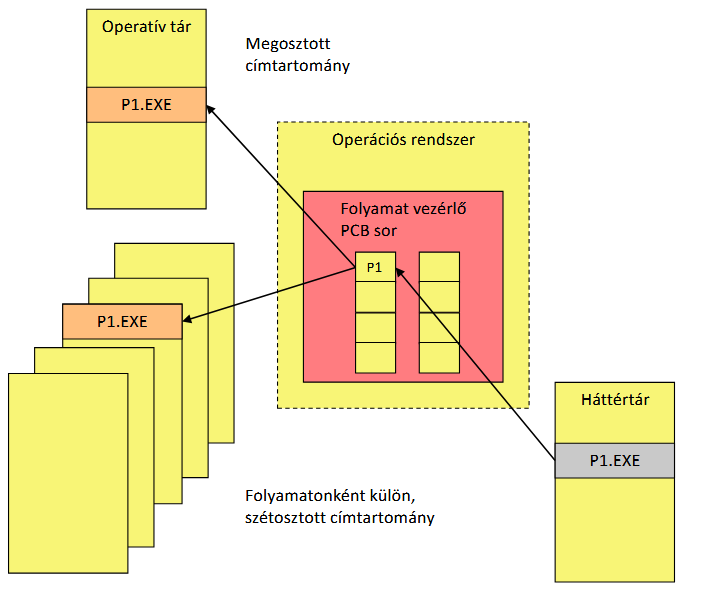 Operatív tár
P1.EXE
Megosztott
címtartomány
Operációs rendszer
Folyamat vezérlő
PCB sor
P1
P1.EXE
Háttértár
P1.EXE
Folyamatonként külön,
szétosztott címtartomány